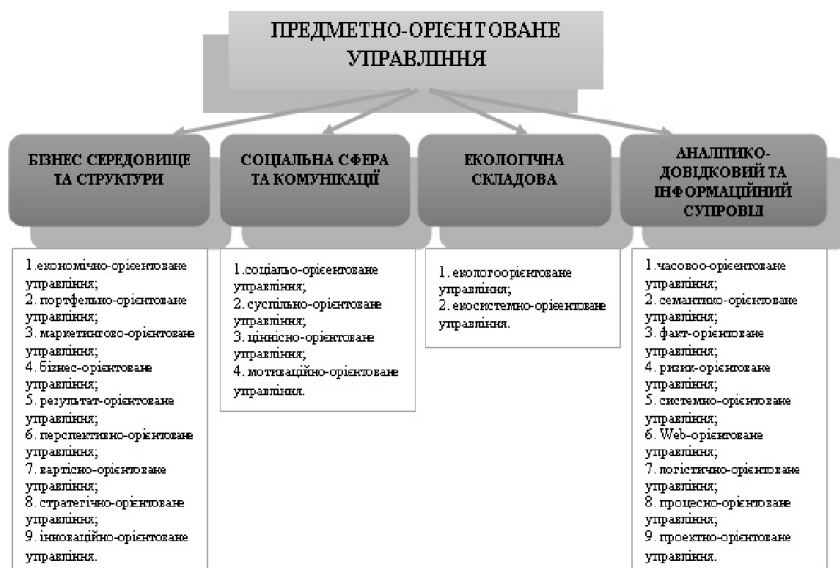 ПРЕДМЕТНО-ОРІЄНТОВАНЕ
УПРАВЛІННЯ
БІЗНЕС СЕРЕДОВИЩЕ
ТА СТРУКТУРИ
СОЦІАЛЬНА СФЕРА
ТА КОМУНІКАЦІЇ
ЕКОЛОГІЧНА
СКЛАДОВА
АНАЛІТИКО-
ДОВІДКОВИЙ ТА
ІНФОРМАЦІЙНИЙ
СУПРОВІД
1.економічно-орієентоване
управління;
2. портфельно-орієнтоване
управління;
3. маркетингово-орієнтоване
управління;
4. бізнес-орієнтоване
управління;
5. результат-орієнтоване
управління;
6. перспективно-орієнтоване
управління;
7. вартісно-орієнтоване
управління;
8. стратегічно-орієнтоване
управління;
9. інноваційно-орієнтоване
управління.
1.соціальо-орієентоване
управління;
2. суспільно-орієнтоване
управління;
3. ціннісно-орієнтоване
управління;
4. мотиваційно-орієнтоване
управління.
1. екологоорієнтоване
управління;
2. екосистемно-орієентоване
управління.
1.часовоо-орієентоване
управління;
2. семантико-орієнтоване
управління;
3. факт-орієнтоване
управління;
4. ризик-орієнтоване
управління;
5. системно-орієнтоване
управління;
6. Web-орієнтоване
управління;
7. логістично-орієнтоване
управління;
8. процесно-орієнтоване
управління;
9. проектно-орієнтоване
управління.